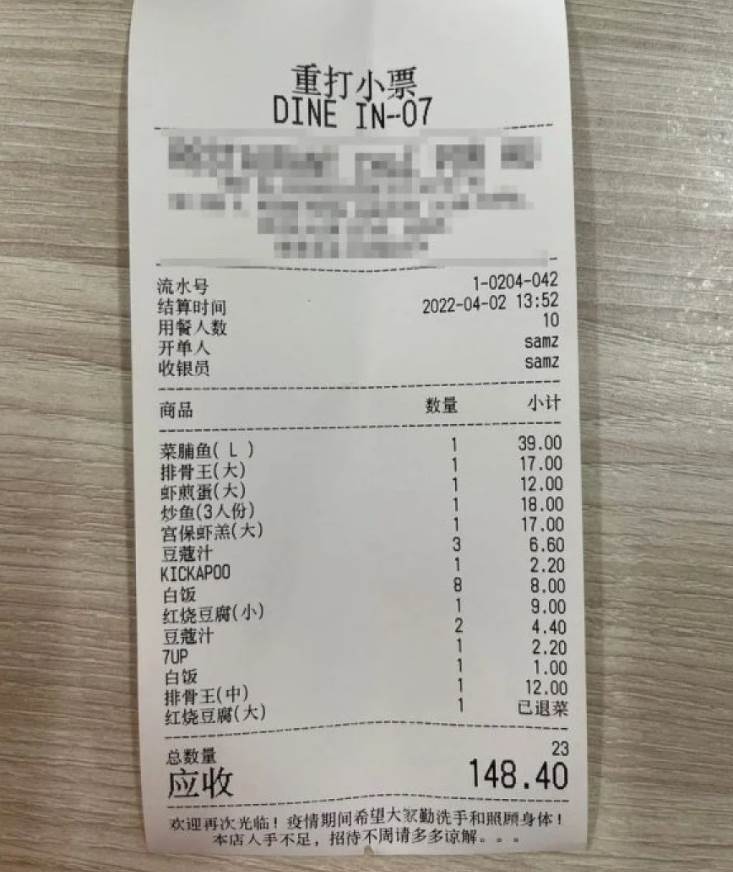 重打小票
DINE IN--07
流水号 1-0204-042
结算时间 2022-04-02 13:52
用餐人数 10
开单人 samz
收银员 samz
商品 数量 小计
菜脯鱼( L ) 1 39.00
排骨王(大) 1 17.00
虾煎蛋(大) 1 12.00
炒鱼(3人份) 1 18.00
宫保虾羔(大) 1 17.00
豆蔻汁 3 6.60
KICKAPOO 1 2.20
白饭 8 8.00
红烧豆腐(小) 1 9.00
豆蔻汁 2 4.40
7UP 1 2.20
白饭 1 1.00
排骨王(中) 1 12.00
红烧豆腐(大) 1 已退菜
总数量 23
应收 148.40
欢迎再次光临! 疫情期间希望大家勤洗手和照顾身体!
本店人手不足, 招待不周请多多谅解。。。